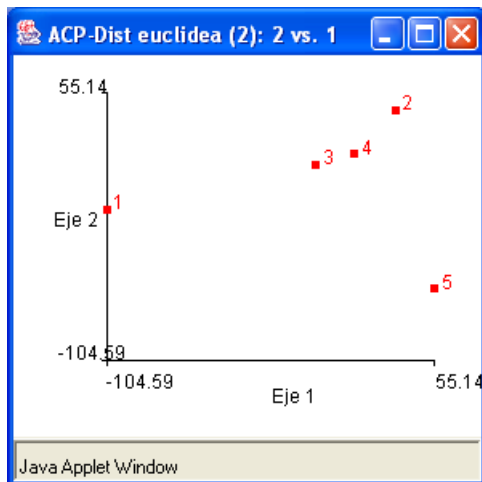 ACP-Dist euclidea (2): 2 vs. 1
55.14
2
4
3
1
Eje 2
5
-104.59
-104.59 55.14
Eje 1
Java Applet Window